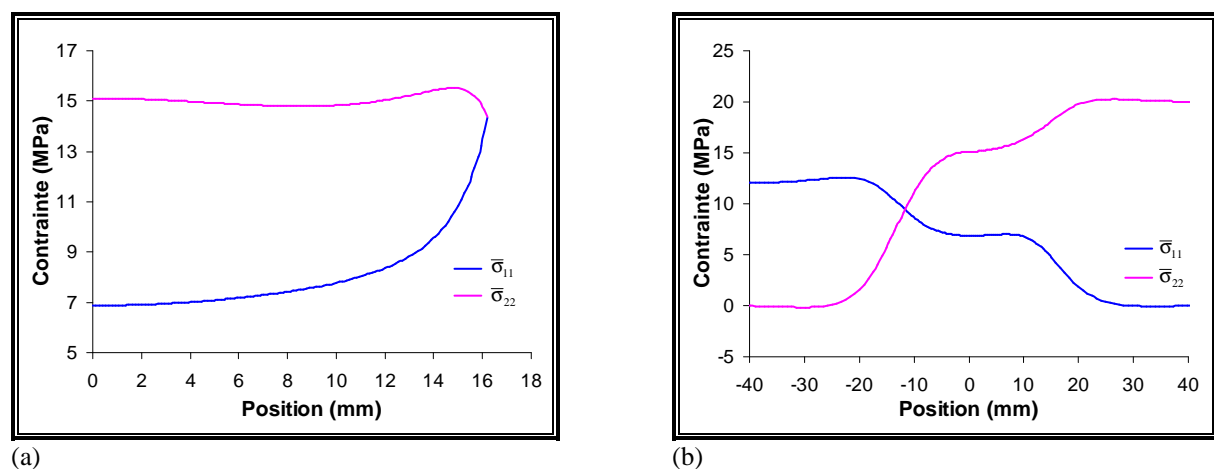 17
15
13
11
9
7
5
Contrainte (MPa)
0 2 4 6 8 10 12 14 16 18
Position (mm)
σ̅₁₁
σ̅₂₂
(a)
25
20
15
10
5
0
-5
Contrainte (MPa)
-40 -30 -20 -10 0 10 20 30 40
Position (mm)
σ̅₁₁
σ̅₂₂
(b)